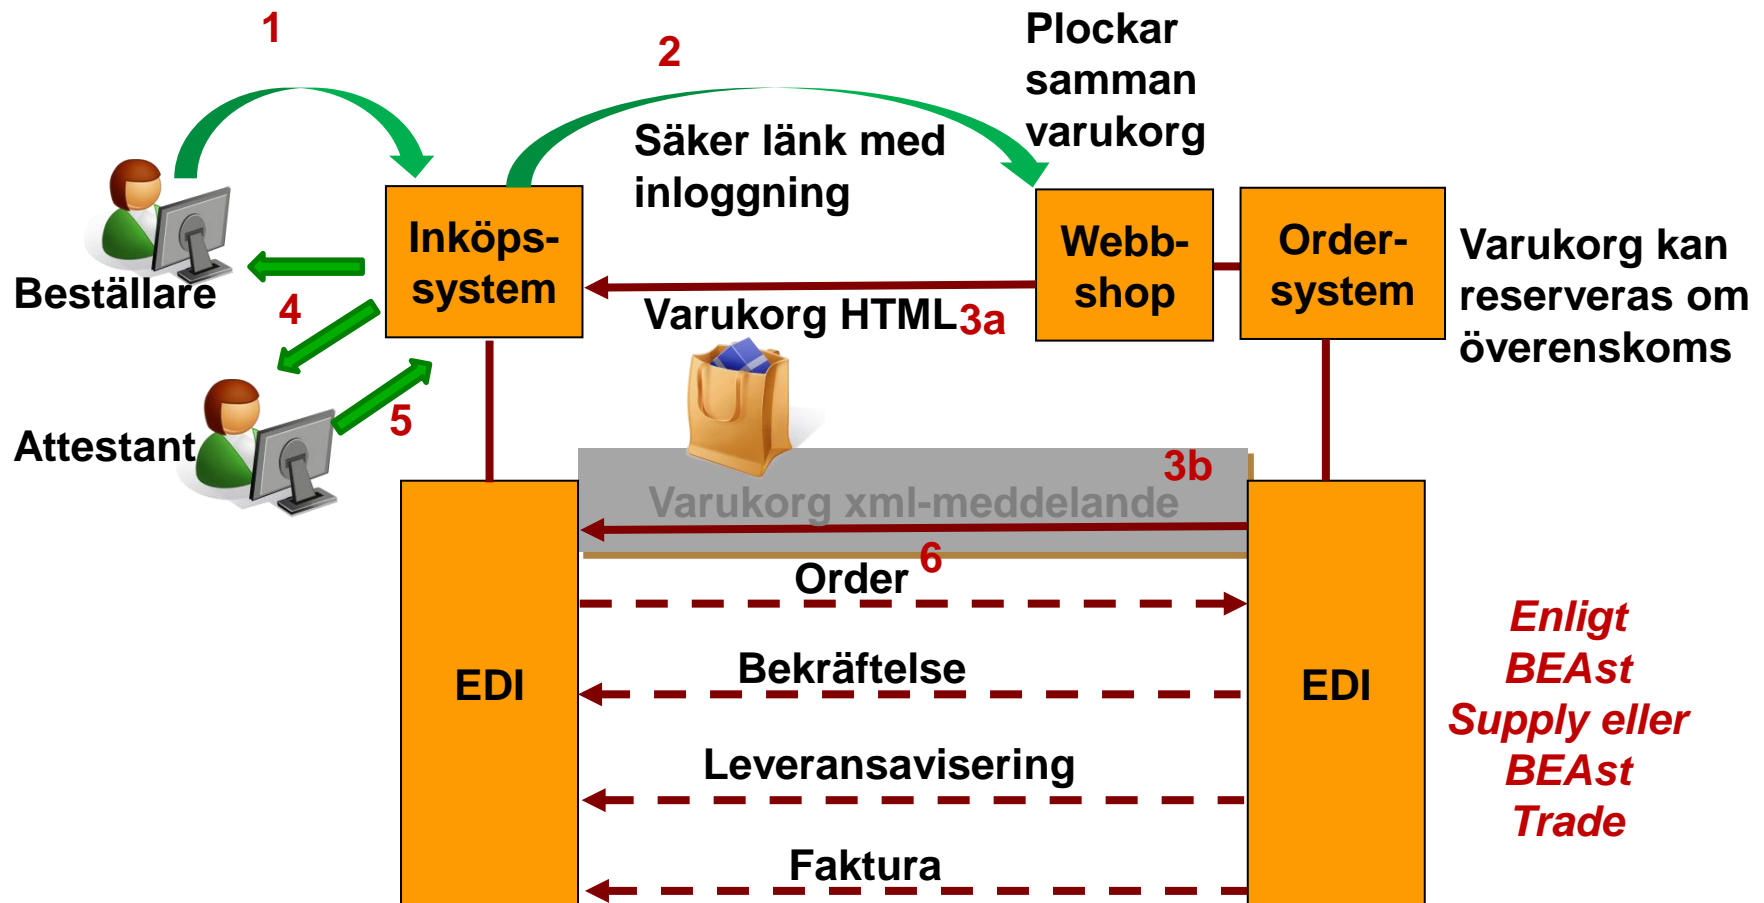 1
2
Plockar
samman
varukorg
Säker länk med
inloggning
Inköps-
system
Webb-
shop
Order-
system
Varukorg kan
reserveras om
överenskoms
Beställare
4
Varukorg HTML 3a
5
Attestant
3b
Varukorg xml-meddelande
6
Order
Bekräftelse
EDI
EDI
Leveransavisering
Faktura
Enligt
BEAst
Supply eller
BEAst
Trade